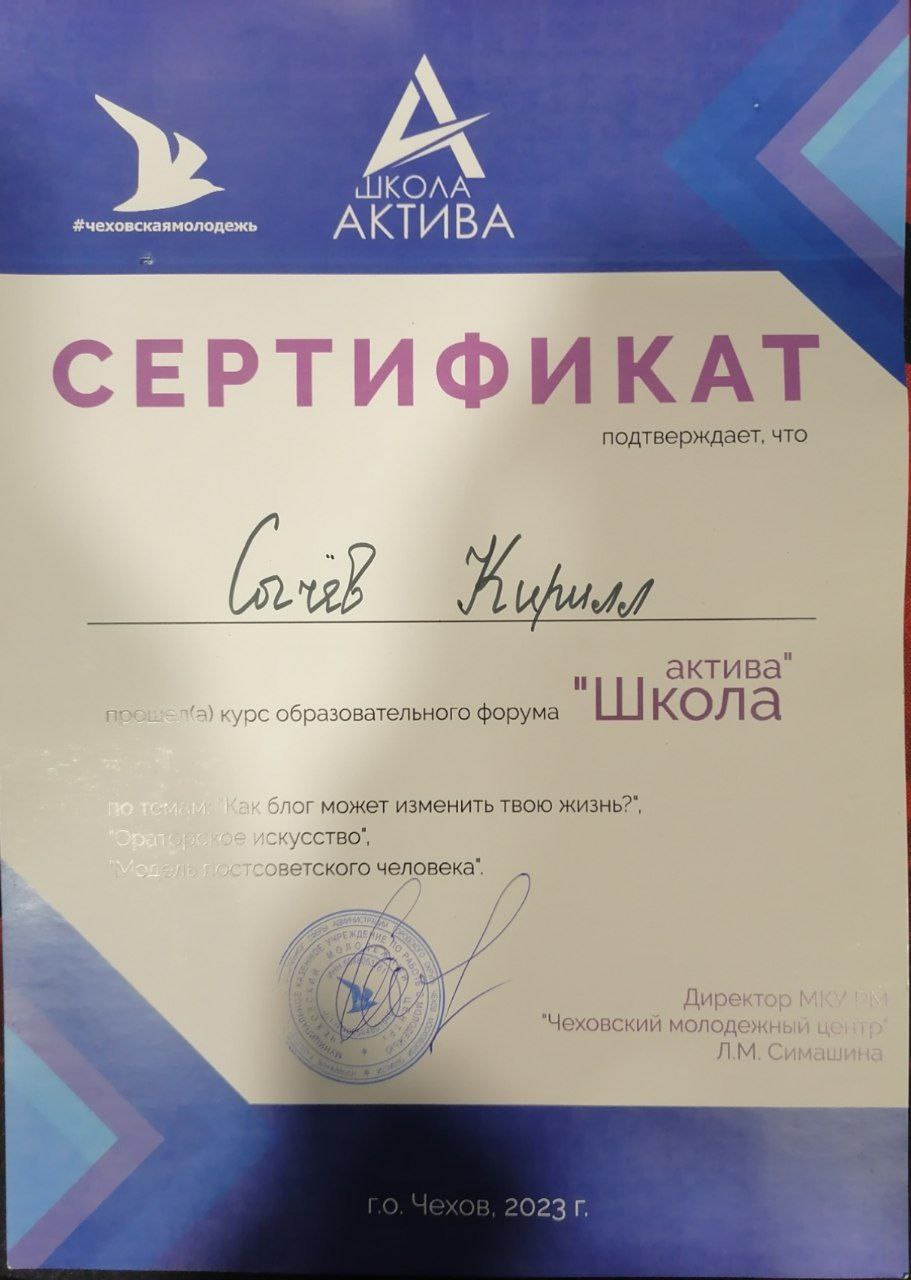 #чеховскаямолодежь
ШКОЛА
АКТИВА
СЕРТИФИКАТ
подтверждает, что
Сычёв Кирилл
актива"
прошел(а) курс образовательного форума "Школа
по темам: "Как блог может изменить твою жизнь?",
"Ораторское искусство",
"Модель постсоветского человека".
Директор МКУ РМ
"Чеховский молодежный центр"
Л.М. Симашина
г.о. Чехов, 2023 г.